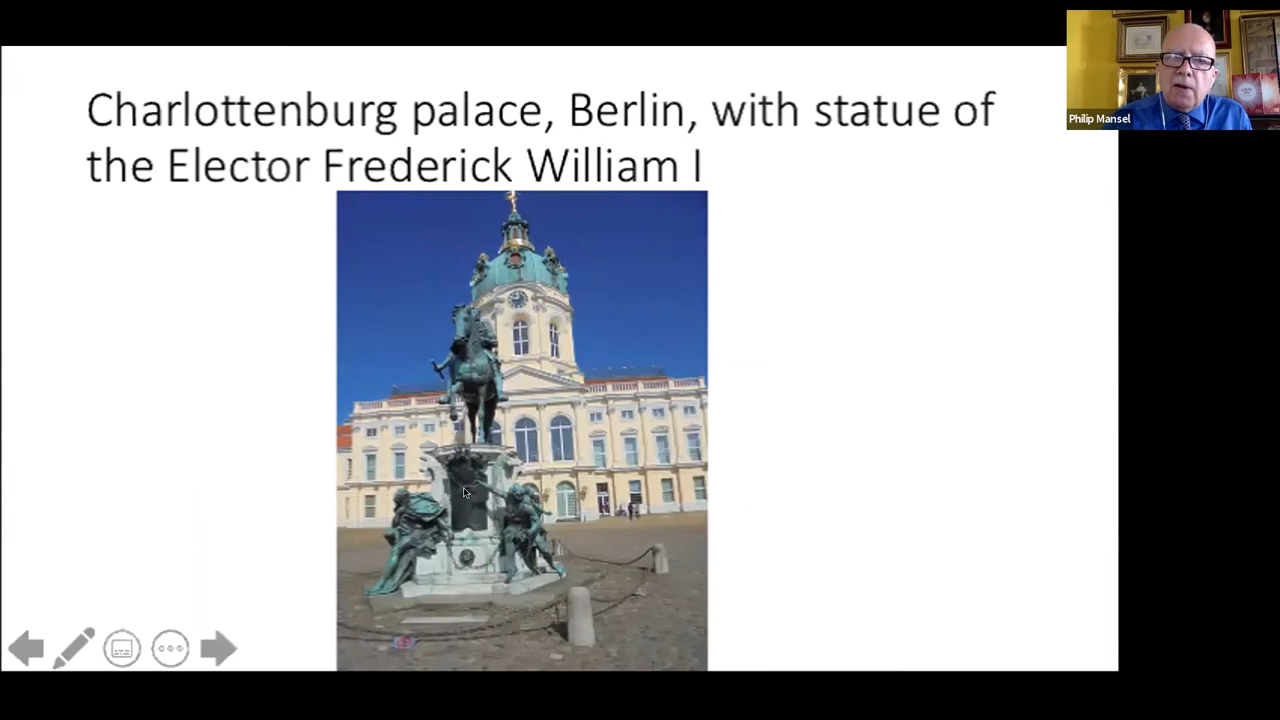 Charlottenburg palace, Berlin, with statue of
the Elector Frederick William I
Philip Mansel